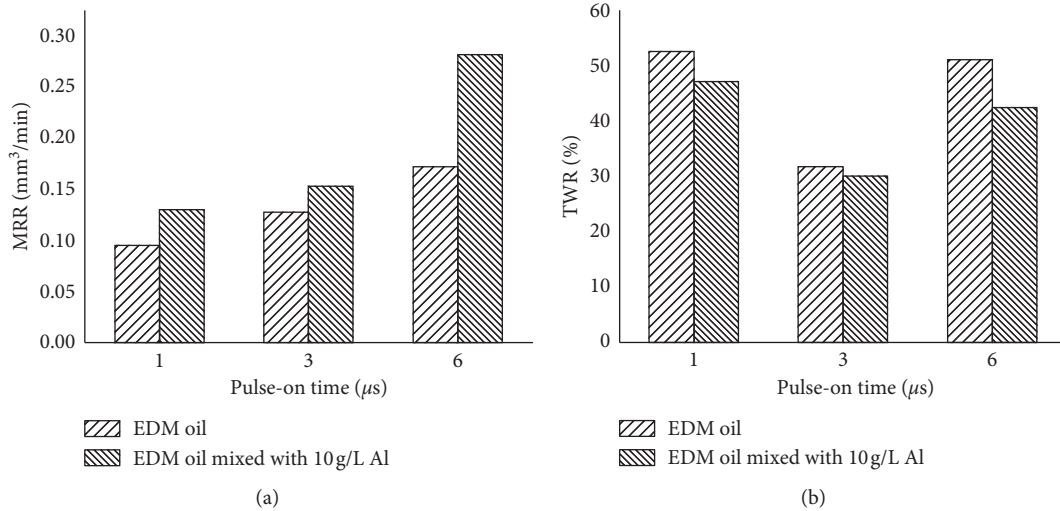 MRR (mm³/min)
0.30
0.25
0.20
0.15
0.10
0.05
0.00
1 3 6
Pulse-on time (μs)
EDM oil
EDM oil mixed with 10 g/L Al
(a)
TWR (%)
60
50
40
30
20
10
0
1 3 6
Pulse-on time (μs)
EDM oil
EDM oil mixed with 10 g/L Al
(b)